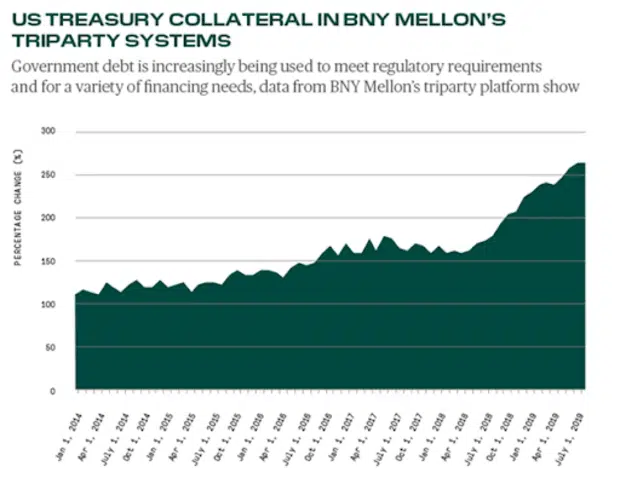 US TREASURY COLLATERAL IN BNY MELLON'S
TRIPARTY SYSTEMS
Government debt is increasingly being used to meet regulatory requirements
and for a variety of financing needs, data from BNY Mellon's triparty platform show
PERCENTAGE CHANGE (%)
300
250
200
150
100
50
0
Jan 1, 2014
Apr 1, 2014
July 1, 2014
Oct 1, 2014
Jan 1, 2015
Apr 1, 2015
July 1, 2015
Oct 1, 2015
Jan 1, 2016
Apr 1, 2016
July 1, 2016
Oct 1, 2016
Jan 1, 2017
Apr 1, 2017
July 1, 2017
Oct 1, 2017
Jan 1, 2018
Apr 1, 2018
July 1, 2018
Oct 1, 2018
Jan 1, 2019
Apr 1, 2019
July 1, 2019